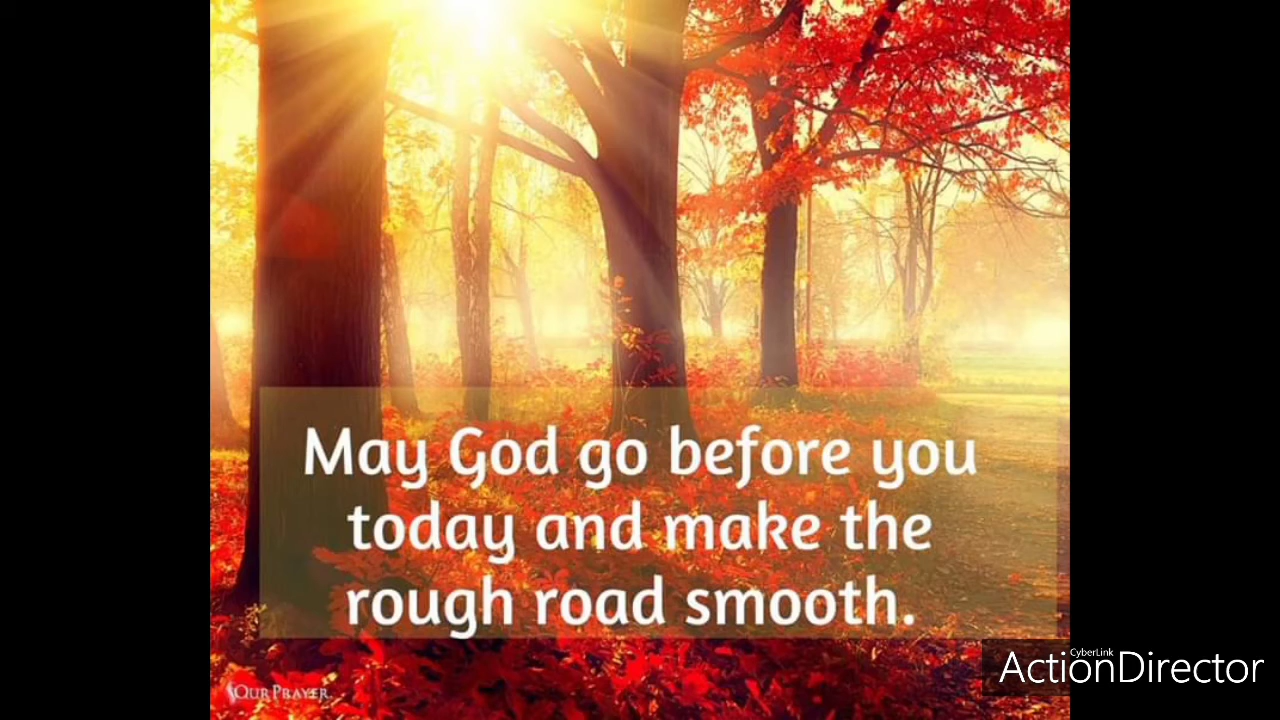 May God go before you
today and make the
rough road smooth.
OUR PRAYER
CyberLink
ActionDirector